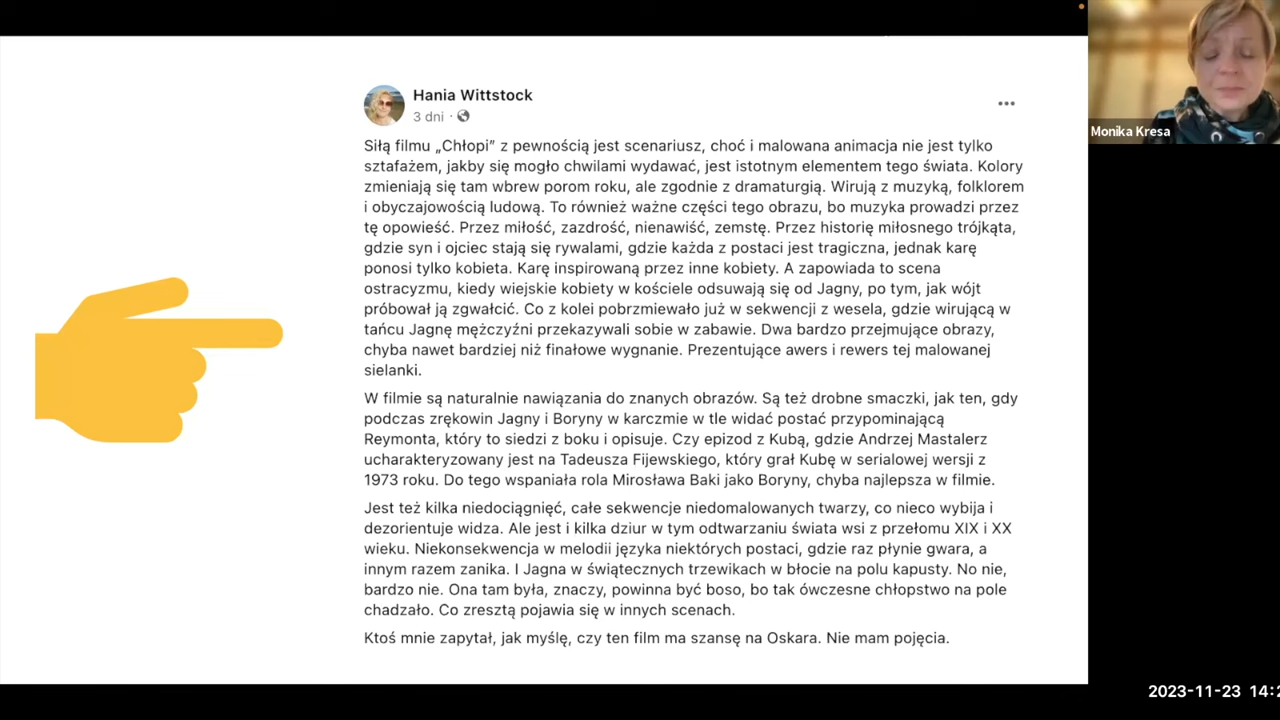 Hania Wittstock
3 dni ·
Siłą filmu „Chłopi” z pewnością jest scenariusz, choć i malowana animacja nie jest tylko
sztafażem, jakby się mogło chwilami wydawać, jest istotnym elementem tego świata. Kolory
zmieniają się tam wbrew porom roku, ale zgodnie z dramaturgią. Wirują z muzyką, folklorem
i obyczajowością ludową. To również ważne części tego obrazu, bo muzyka prowadzi przez
tę opowieść. Przez miłość, zazdrość, nienawiść, zemstę. Przez historię miłosnego trójkąta,
gdzie syn i ojciec stają się rywalami, gdzie każda z postaci jest tragiczna, jednak karę
ponosi tylko kobieta. Karę inspirowaną przez inne kobiety. A zapowiada to scena
ostracyzmu, kiedy wiejskie kobiety w kościele odsuwają się od Jagny, po tym, jak wójt
próbował ją zgwałcić. Co z kolei pobrzmiewało już w sekwencji z wesela, gdzie wirującą w
tańcu Jagnę mężczyźni przekazywali sobie w zabawie. Dwa bardzo przejmujące obrazy,
chyba nawet bardziej niż finałowe wygnanie. Prezentujące awers i rewers tej malowanej
sielanki.
W filmie są naturalnie nawiązania do znanych obrazów. Są też drobne smaczki, jak ten, gdy
podczas zrękowin Jagny i Boryny w karczmie w tle widać postać przypominającą
Reymonta, który to siedzi z boku i opisuje. Czy epizod z Kubą, gdzie Andrzej Mastalerz
ucharakteryzowany jest na Tadeusza Fijewskiego, który grał Kubę w serialowej wersji z
1973 roku. Do tego wspaniała rola Mirosława Baki jako Boryny, chyba najlepsza w filmie.
Jest też kilka niedociągnięć, całe sekwencje niedomalowanych twarzy, co nieco wybija i
dezorientuje widza. Ale jest i kilka dziur w tym odtwarzaniu świata wsi z przełomu XIX i XX
wieku. Niekonsekwencja w melodii języka niektórych postaci, gdzie raz płynie gwara, a
innym razem zanika. I Jagna w świątecznych trzewikach w błocie na polu kapusty. No nie,
bardzo nie. Ona tam była, znaczy, powinna być boso, bo tak ówczesne chłopstwo na pole
chadzało. Co zresztą pojawia się w innych scenach.
Ktoś mnie zapytał, jak myślę, czy ten film ma szansę na Oskara. Nie mam pojęcia.
Monika Kresa
2023-11-23 14:2